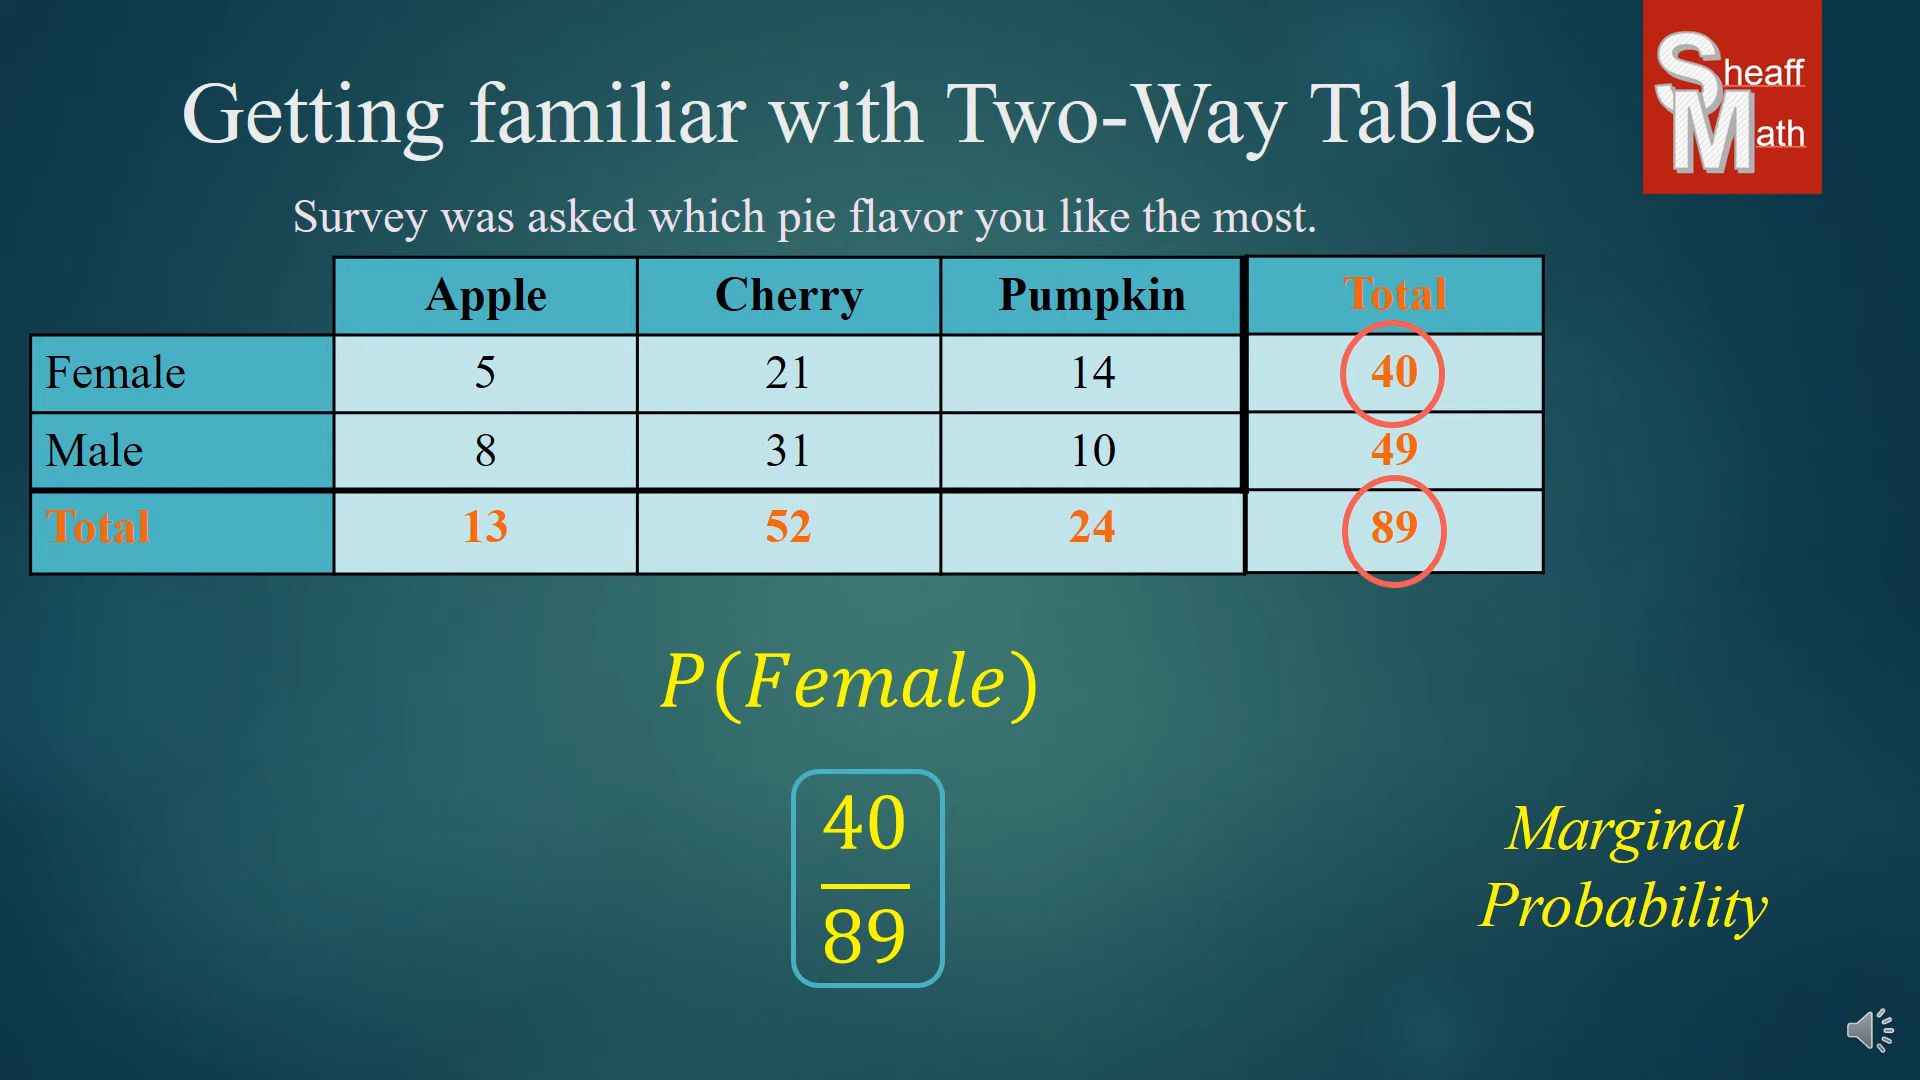 Getting familiar with Two-Way Tables
Sheaff
Math
Survey was asked which pie flavor you like the most.
Apple Cherry Pumpkin Total
Female 5 21 14 40
Male 8 31 10 49
Total 13 52 24 89
P(Female)
40
89
Marginal
Probability